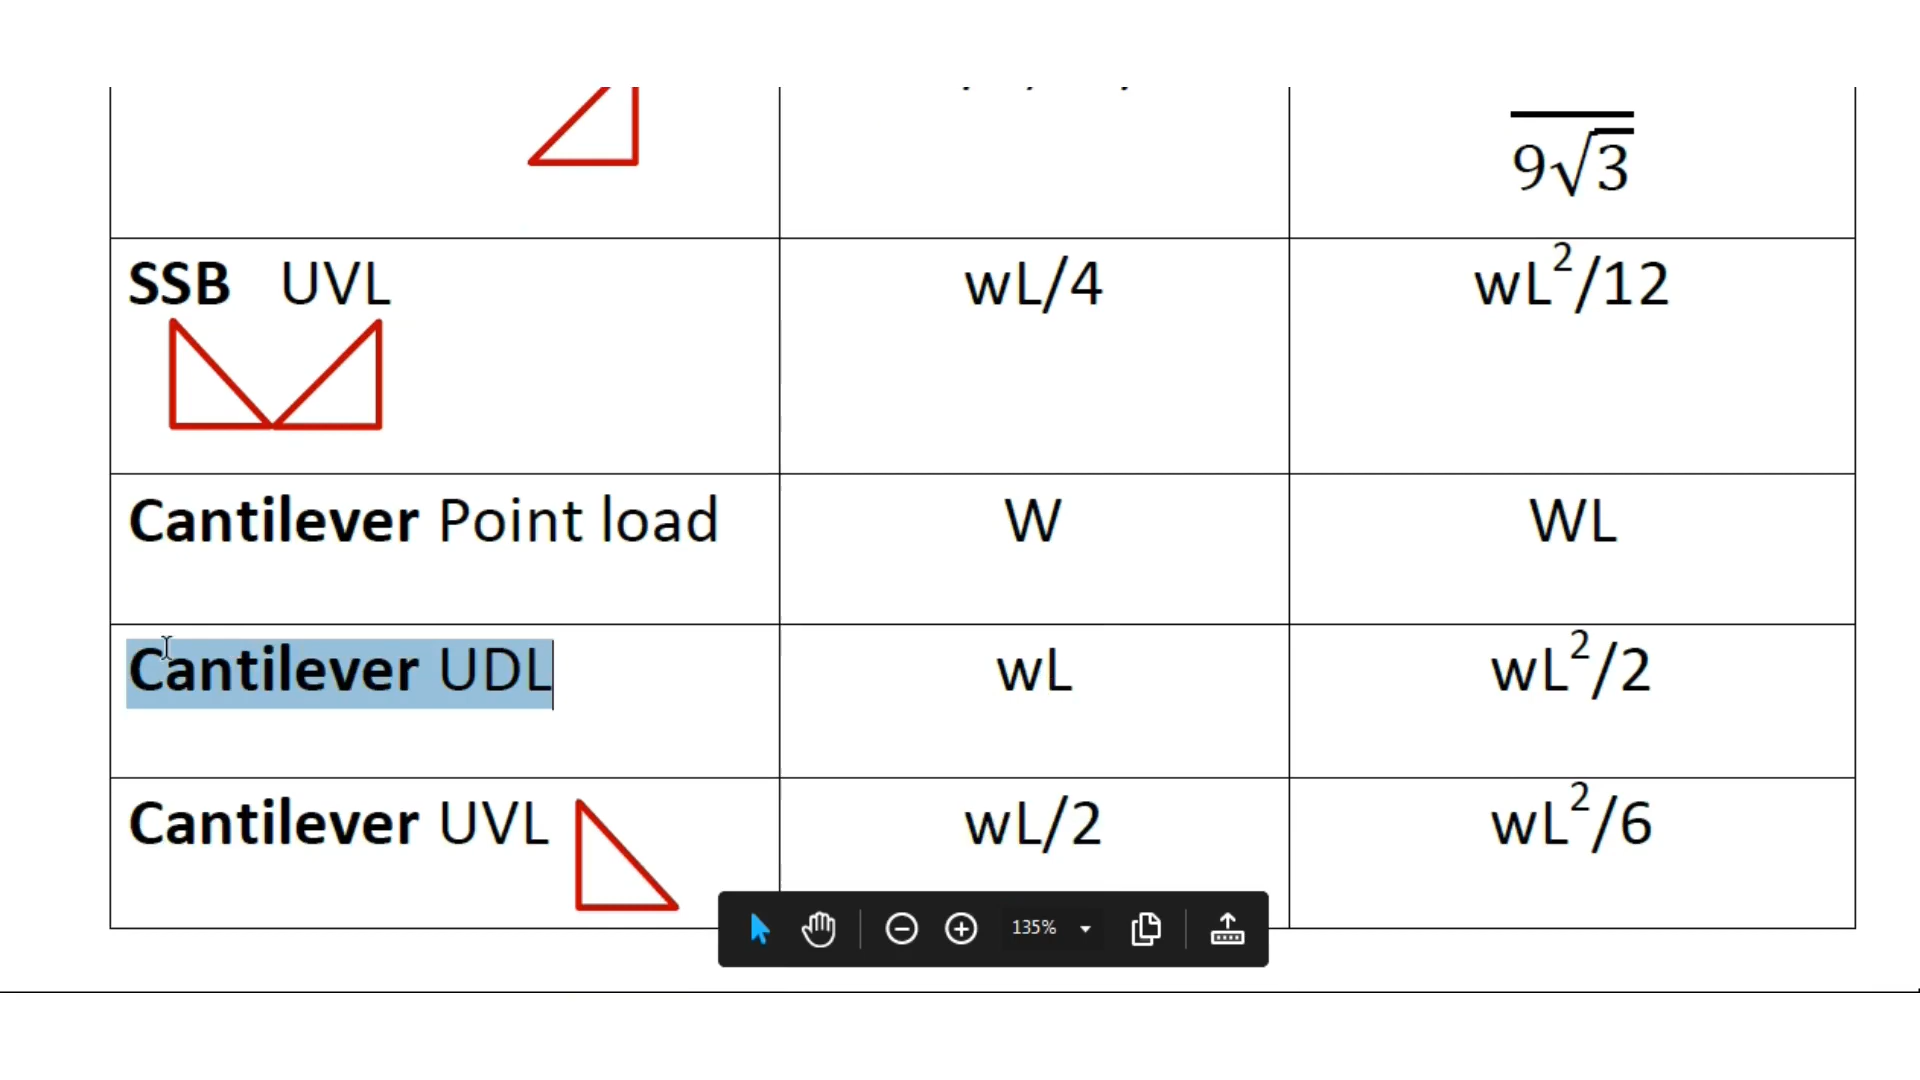 9√3
SSB UVL
wL/4
wL²/12
Cantilever Point load
W
WL
Cantilever UDL
wL
wL²/2
Cantilever UVL
wL/2
wL²/6
135%